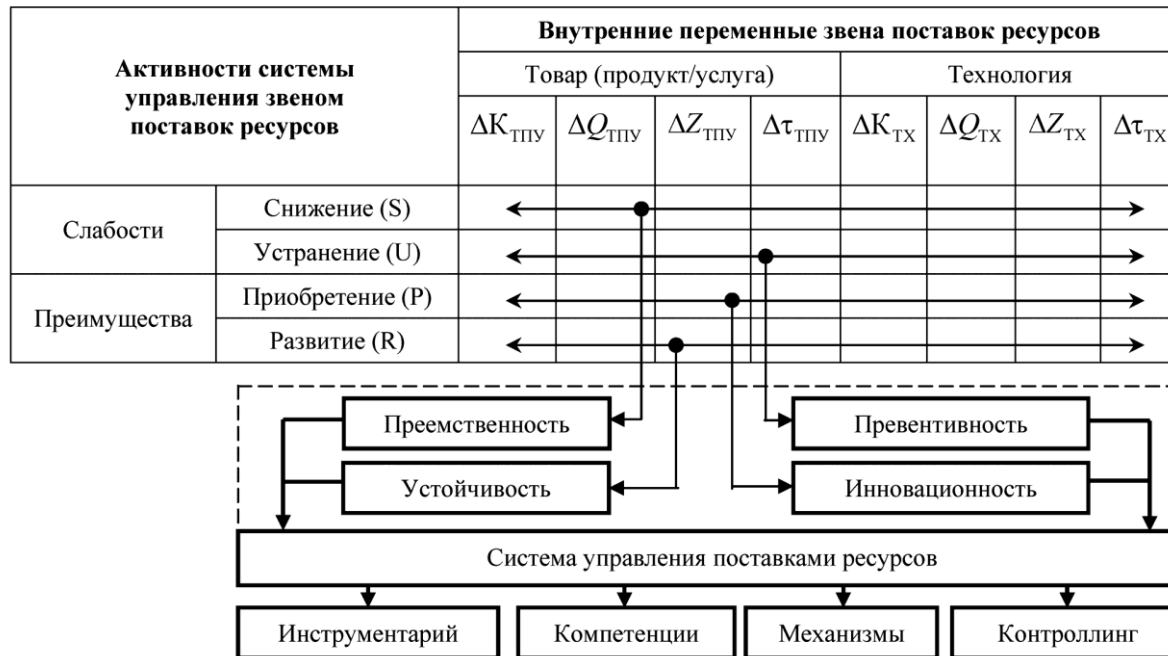 Активности системы
управления звеном
поставок ресурсов
Внутренние переменные звена поставок ресурсов
Товар (продукт/услуга)
Технология
ΔК_ТПУ ΔQ_ТПУ ΔZ_ТПУ Δτ_ТПУ ΔК_ТХ ΔQ_ТХ ΔZ_ТХ Δτ_ТХ
Слабости
Снижение (S)
Устранение (U)
Преимущества
Приобретение (P)
Развитие (R)
Преемственность
Превентивность
Устойчивость
Инновационность
Система управления поставками ресурсов
Инструментарий
Компетенции
Механизмы
Контроллинг